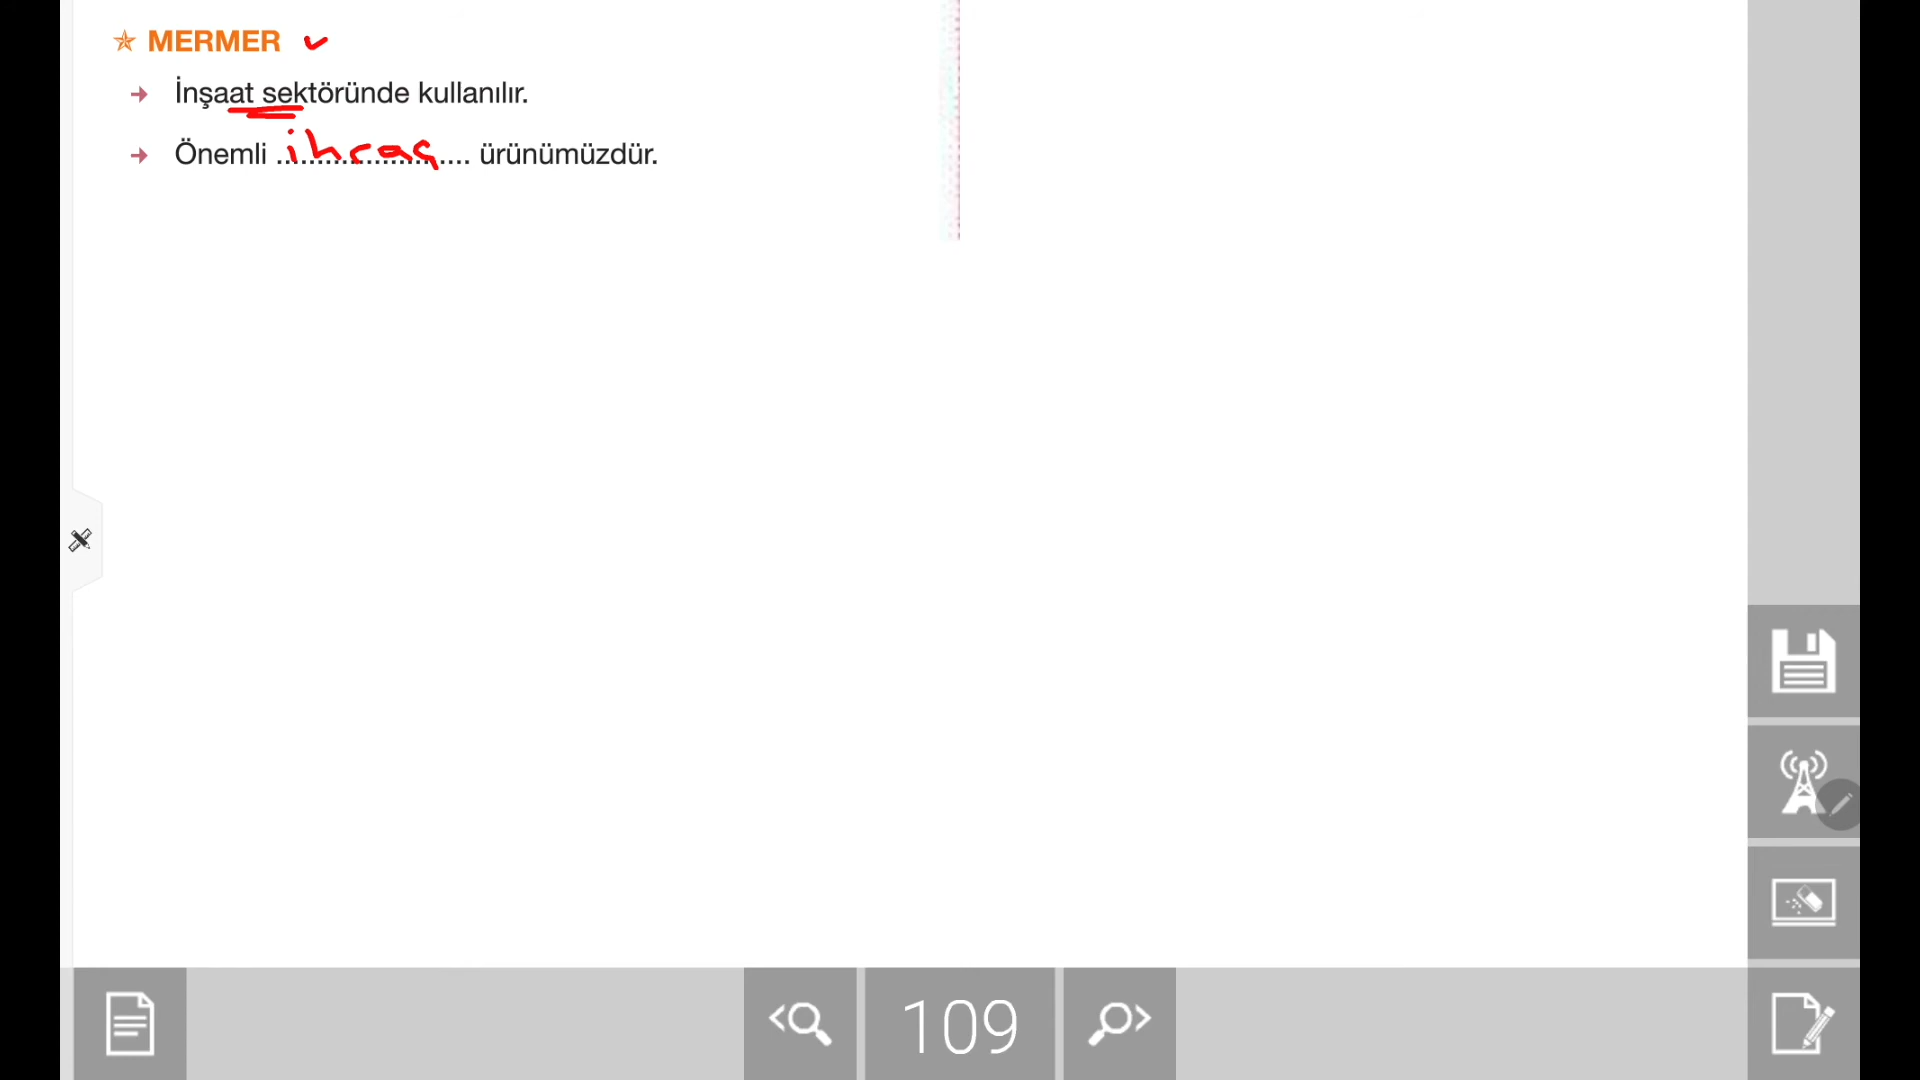 MERMER
İnşaat sektöründe kullanılır.
Önemli ihraç ürünümüzdür.
109